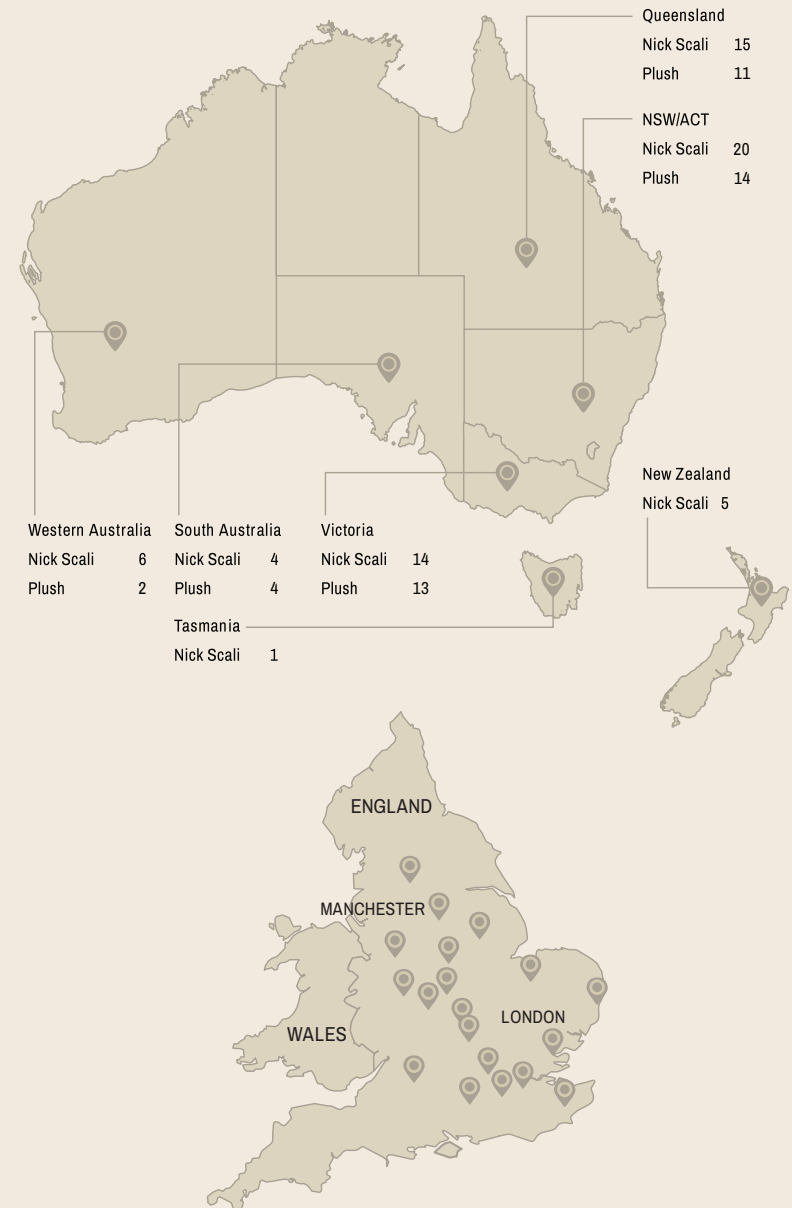 Queensland
Nick Scali 15
Plush 11
NSW/ACT
Nick Scali 20
Plush 14
New Zealand
Nick Scali 5
Western Australia
Nick Scali 6
Plush 2
South Australia
Nick Scali 4
Plush 4
Victoria
Nick Scali 14
Plush 13
Tasmania
Nick Scali 1
ENGLAND
MANCHESTER
LONDON
WALES